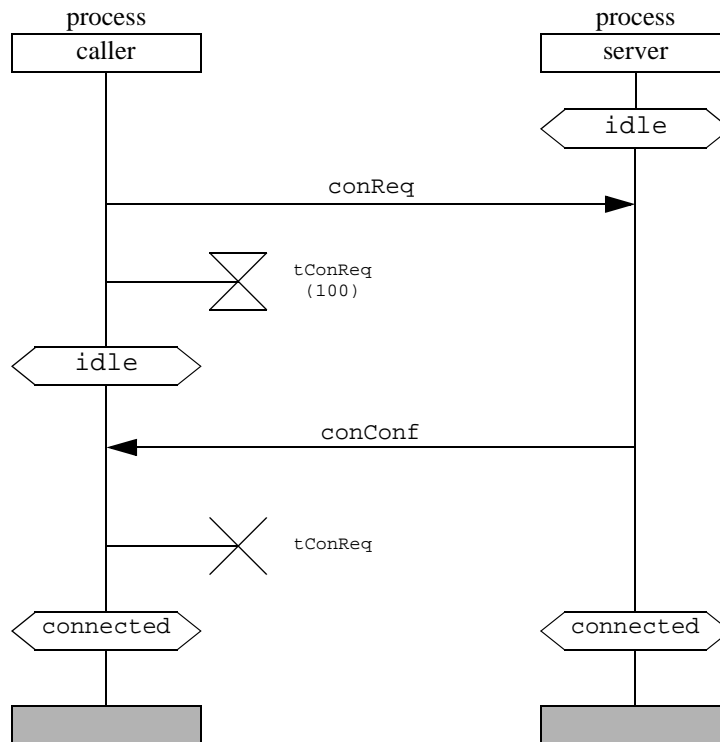 process
process
caller
server
idle
conReq
tConReq
(100)
idle
conConf
tConReq
connected
connected